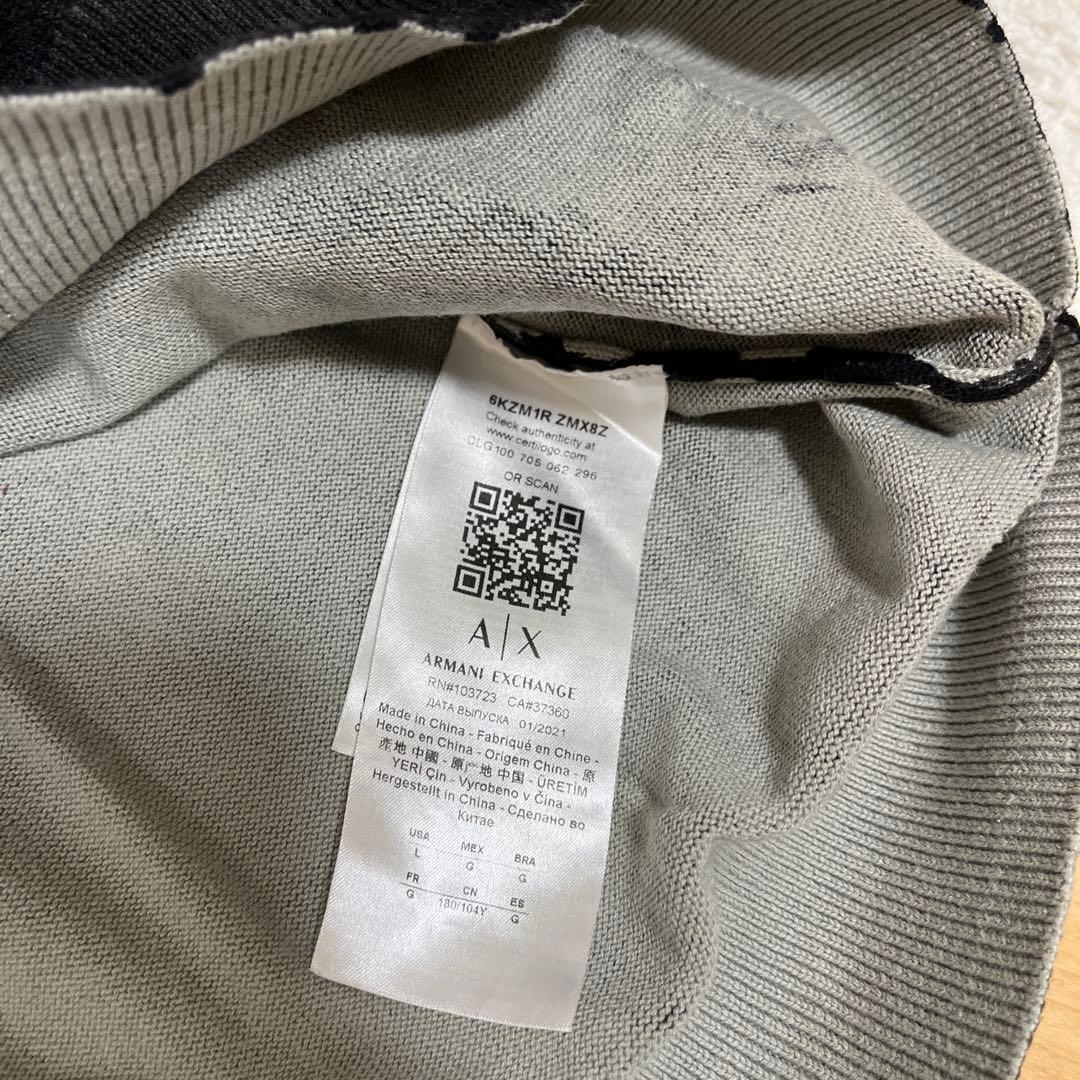 6KZM1R ZMX8Z
Check authenticity at
www.certilogo.com
CLG 100 705 062 296
OR SCAN
A|X
ARMANI EXCHANGE
RN#103723 CA#37360
ДАТА ВЫПУСКА 01/2021
Made in China - Fabriqué en Chine -
Hecho en China - Origem China - 原
產地 中國 - 原产地 中国 - ÜRETİM
YERİ Çin - Vyrobeno v Čína -
Hergestellt in China - Сделано во
Китае
USA MEX BRA
L G G
FR CN ES
G 180/104Y G